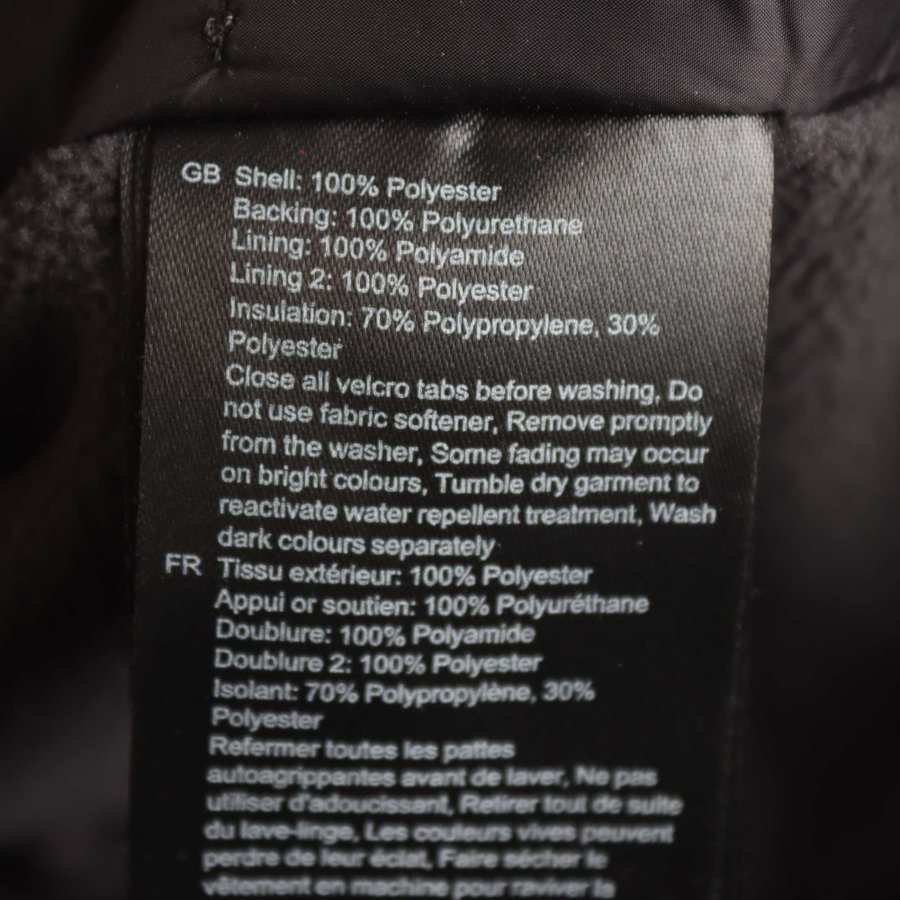 GB Shell: 100% Polyester
Backing: 100% Polyurethane
Lining: 100% Polyamide
Lining 2: 100% Polyester
Insulation: 70% Polypropylene, 30%
Polyester
Close all velcro tabs before washing, Do
not use fabric softener, Remove promptly
from the washer, Some fading may occur
on bright colours, Tumble dry garment to
reactivate water repellent treatment, Wash
dark colours separately
FR Tissu extérieur: 100% Polyester
Appui or soutien: 100% Polyuréthane
Doublure: 100% Polyamide
Doublure 2: 100% Polyester
Isolant: 70% Polypropylène, 30%
Polyester
Refermer toutes les pattes
autoagrippantes avant de laver, Ne pas
utiliser d'adoucissant, Retirer tout de suite
du lave-linge, Les couleurs vives peuvent
perdre de leur éclat, Faire sécher le
vêtement en machine pour raviver la